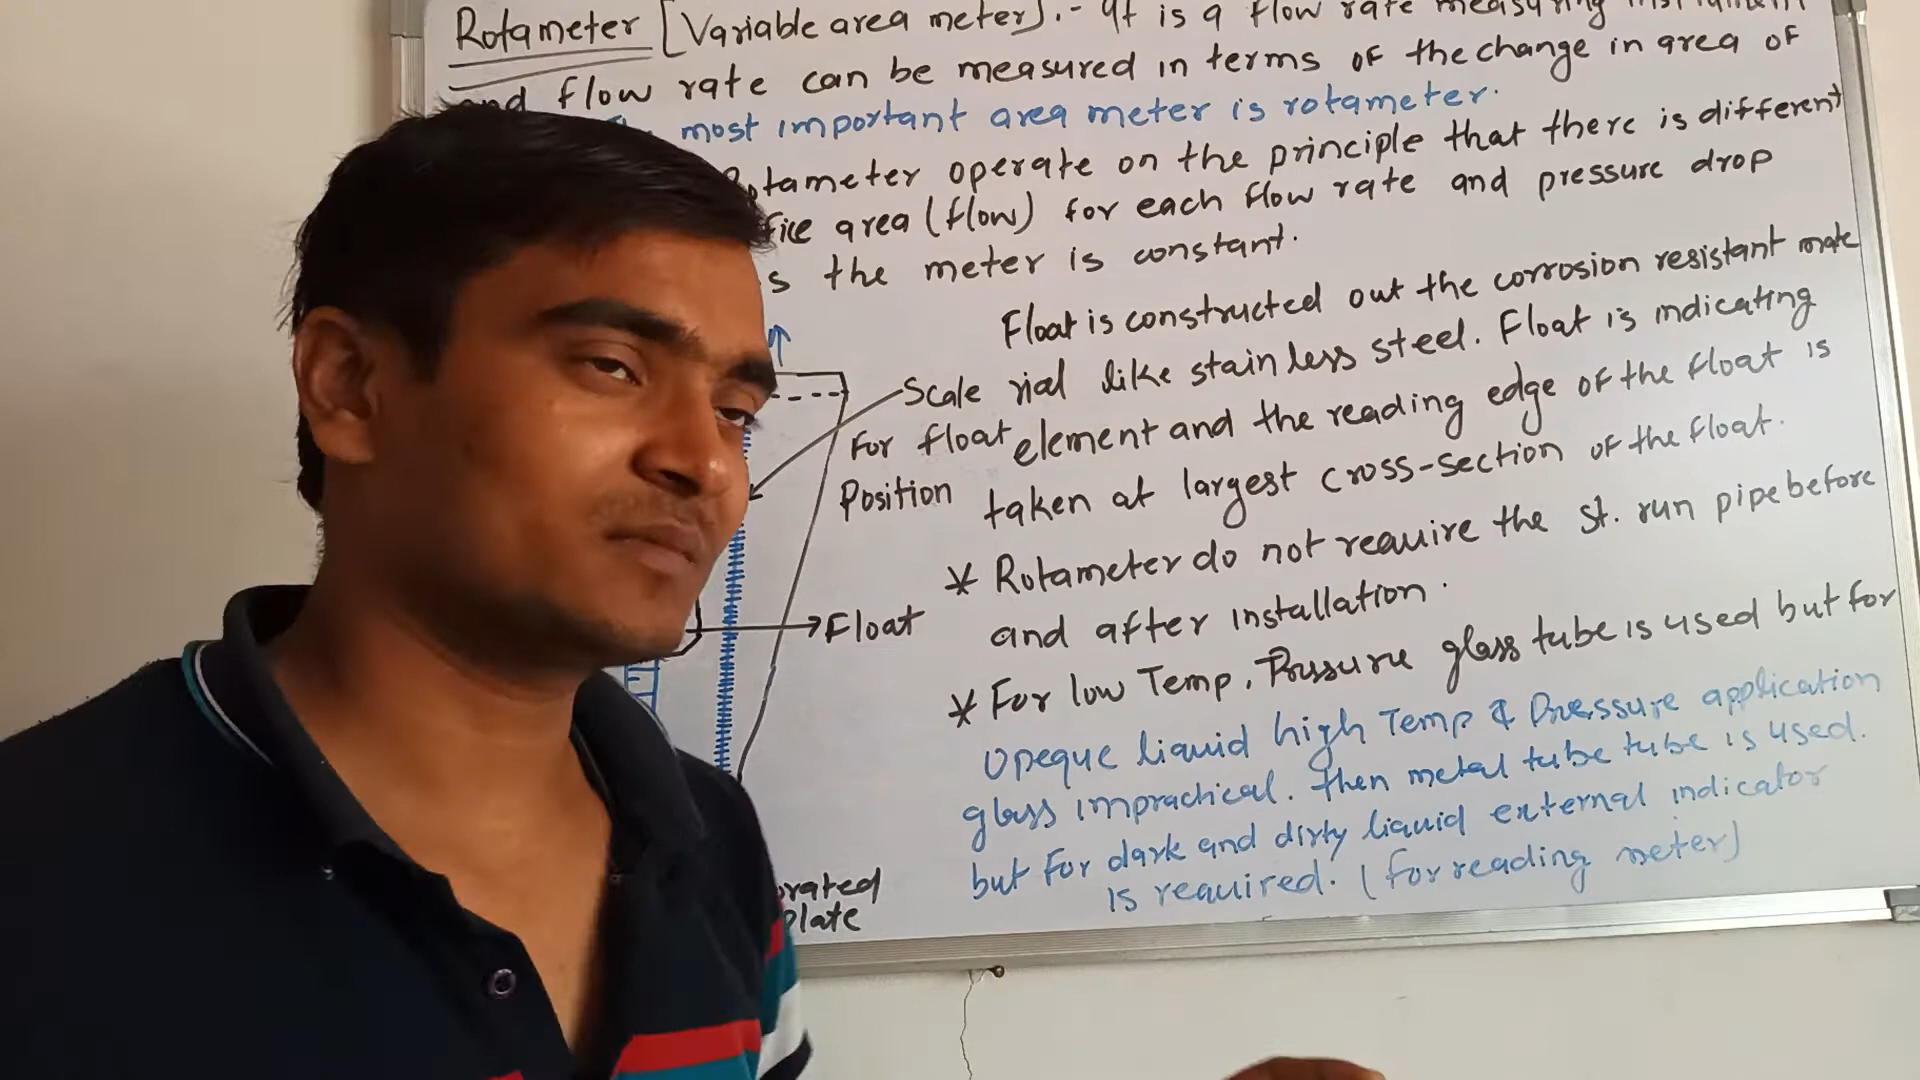 Rotameter [Variable area meter]:- It is a flow rate measuring instrument
and flow rate can be measured in terms of the change in area of
most important area meter is rotameter.
Rotameter operate on the principle that there is different
fice area (flow) for each flow rate and pressure drop
s the meter is constant.
Float is constructed out the corrosion resistant mate
rial like stainless steel. Float is indicating
element and the reading edge of the float is
taken at largest cross-section of the float.
Scale
For float
Position
* Rotameter do not require the st. run pipe before
and after installation.
Float
* For low Temp, Pressure glass tube is used but for
opeque liquid high Temp & Pressure application
glass impractical. then metal tube tube is used.
but for dark and dirty liquid external indicator
is required. (for reading meter)
orated
plate